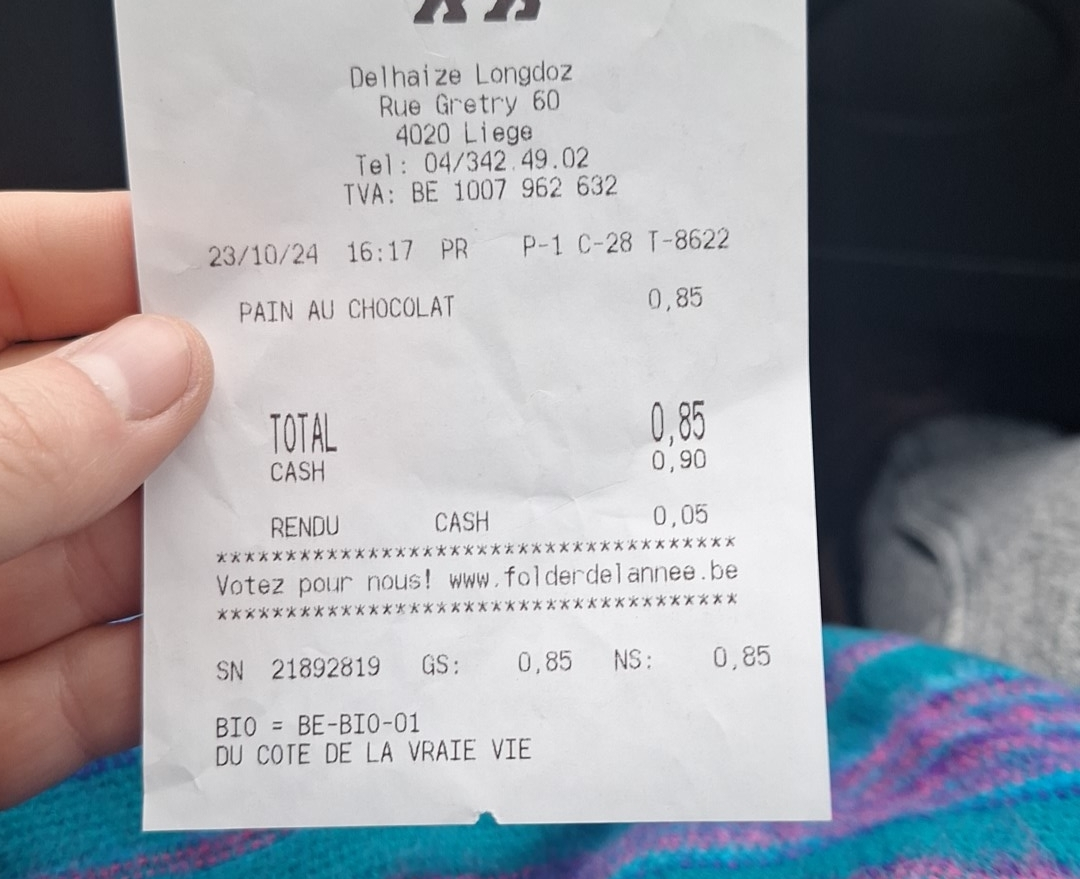 Delhaize Longdoz
Rue Gretry 60
4020 Liege
Tel: 04/342.49.02
TVA: BE 1007 962 632
23/10/24 16:17 PR P-1 C-28 T-8622
PAIN AU CHOCOLAT 0,85
TOTAL 0,85
CASH 0,90
RENDU CASH 0,05
**************************************
Votez pour nous! www.folderdelannee.be
**************************************
SN 21892819 GS: 0,85 NS: 0,85
BIO = BE-BIO-01
DU COTE DE LA VRAIE VIE